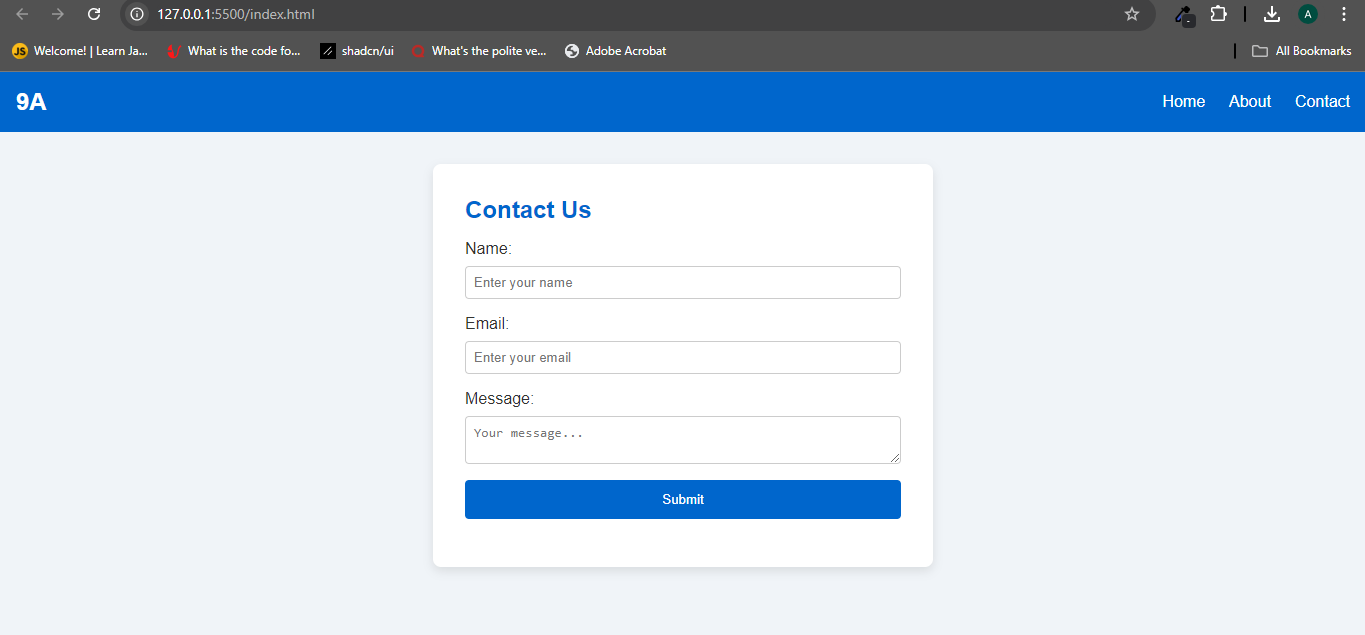 127.0.0.1:5500/index.html
A
JS Welcome! | Learn Ja... What is the code fo... shadcn/ui What's the polite ve... Adobe Acrobat All Bookmarks
9A Home About Contact
Contact Us
Name:
Enter your name
Email:
Enter your email
Message:
Your message...
Submit